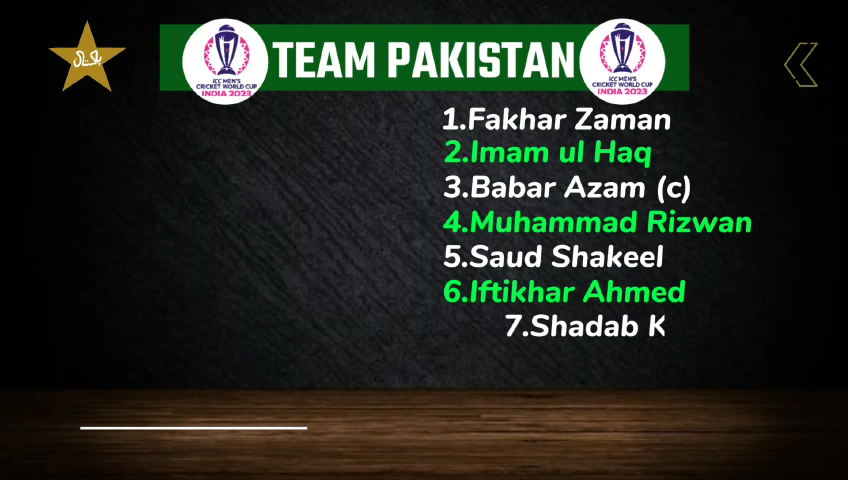 پاکستان
TEAM PAKISTAN
ICC MEN'S
CRICKET WORLD CUP
INDIA 2023
ICC MEN'S
CRICKET WORLD CUP
INDIA 2023
1.Fakhar Zaman
2.Imam ul Haq
3.Babar Azam (c)
4.Muhammad Rizwan
5.Saud Shakeel
6.Iftikhar Ahmed
7.Shadab K